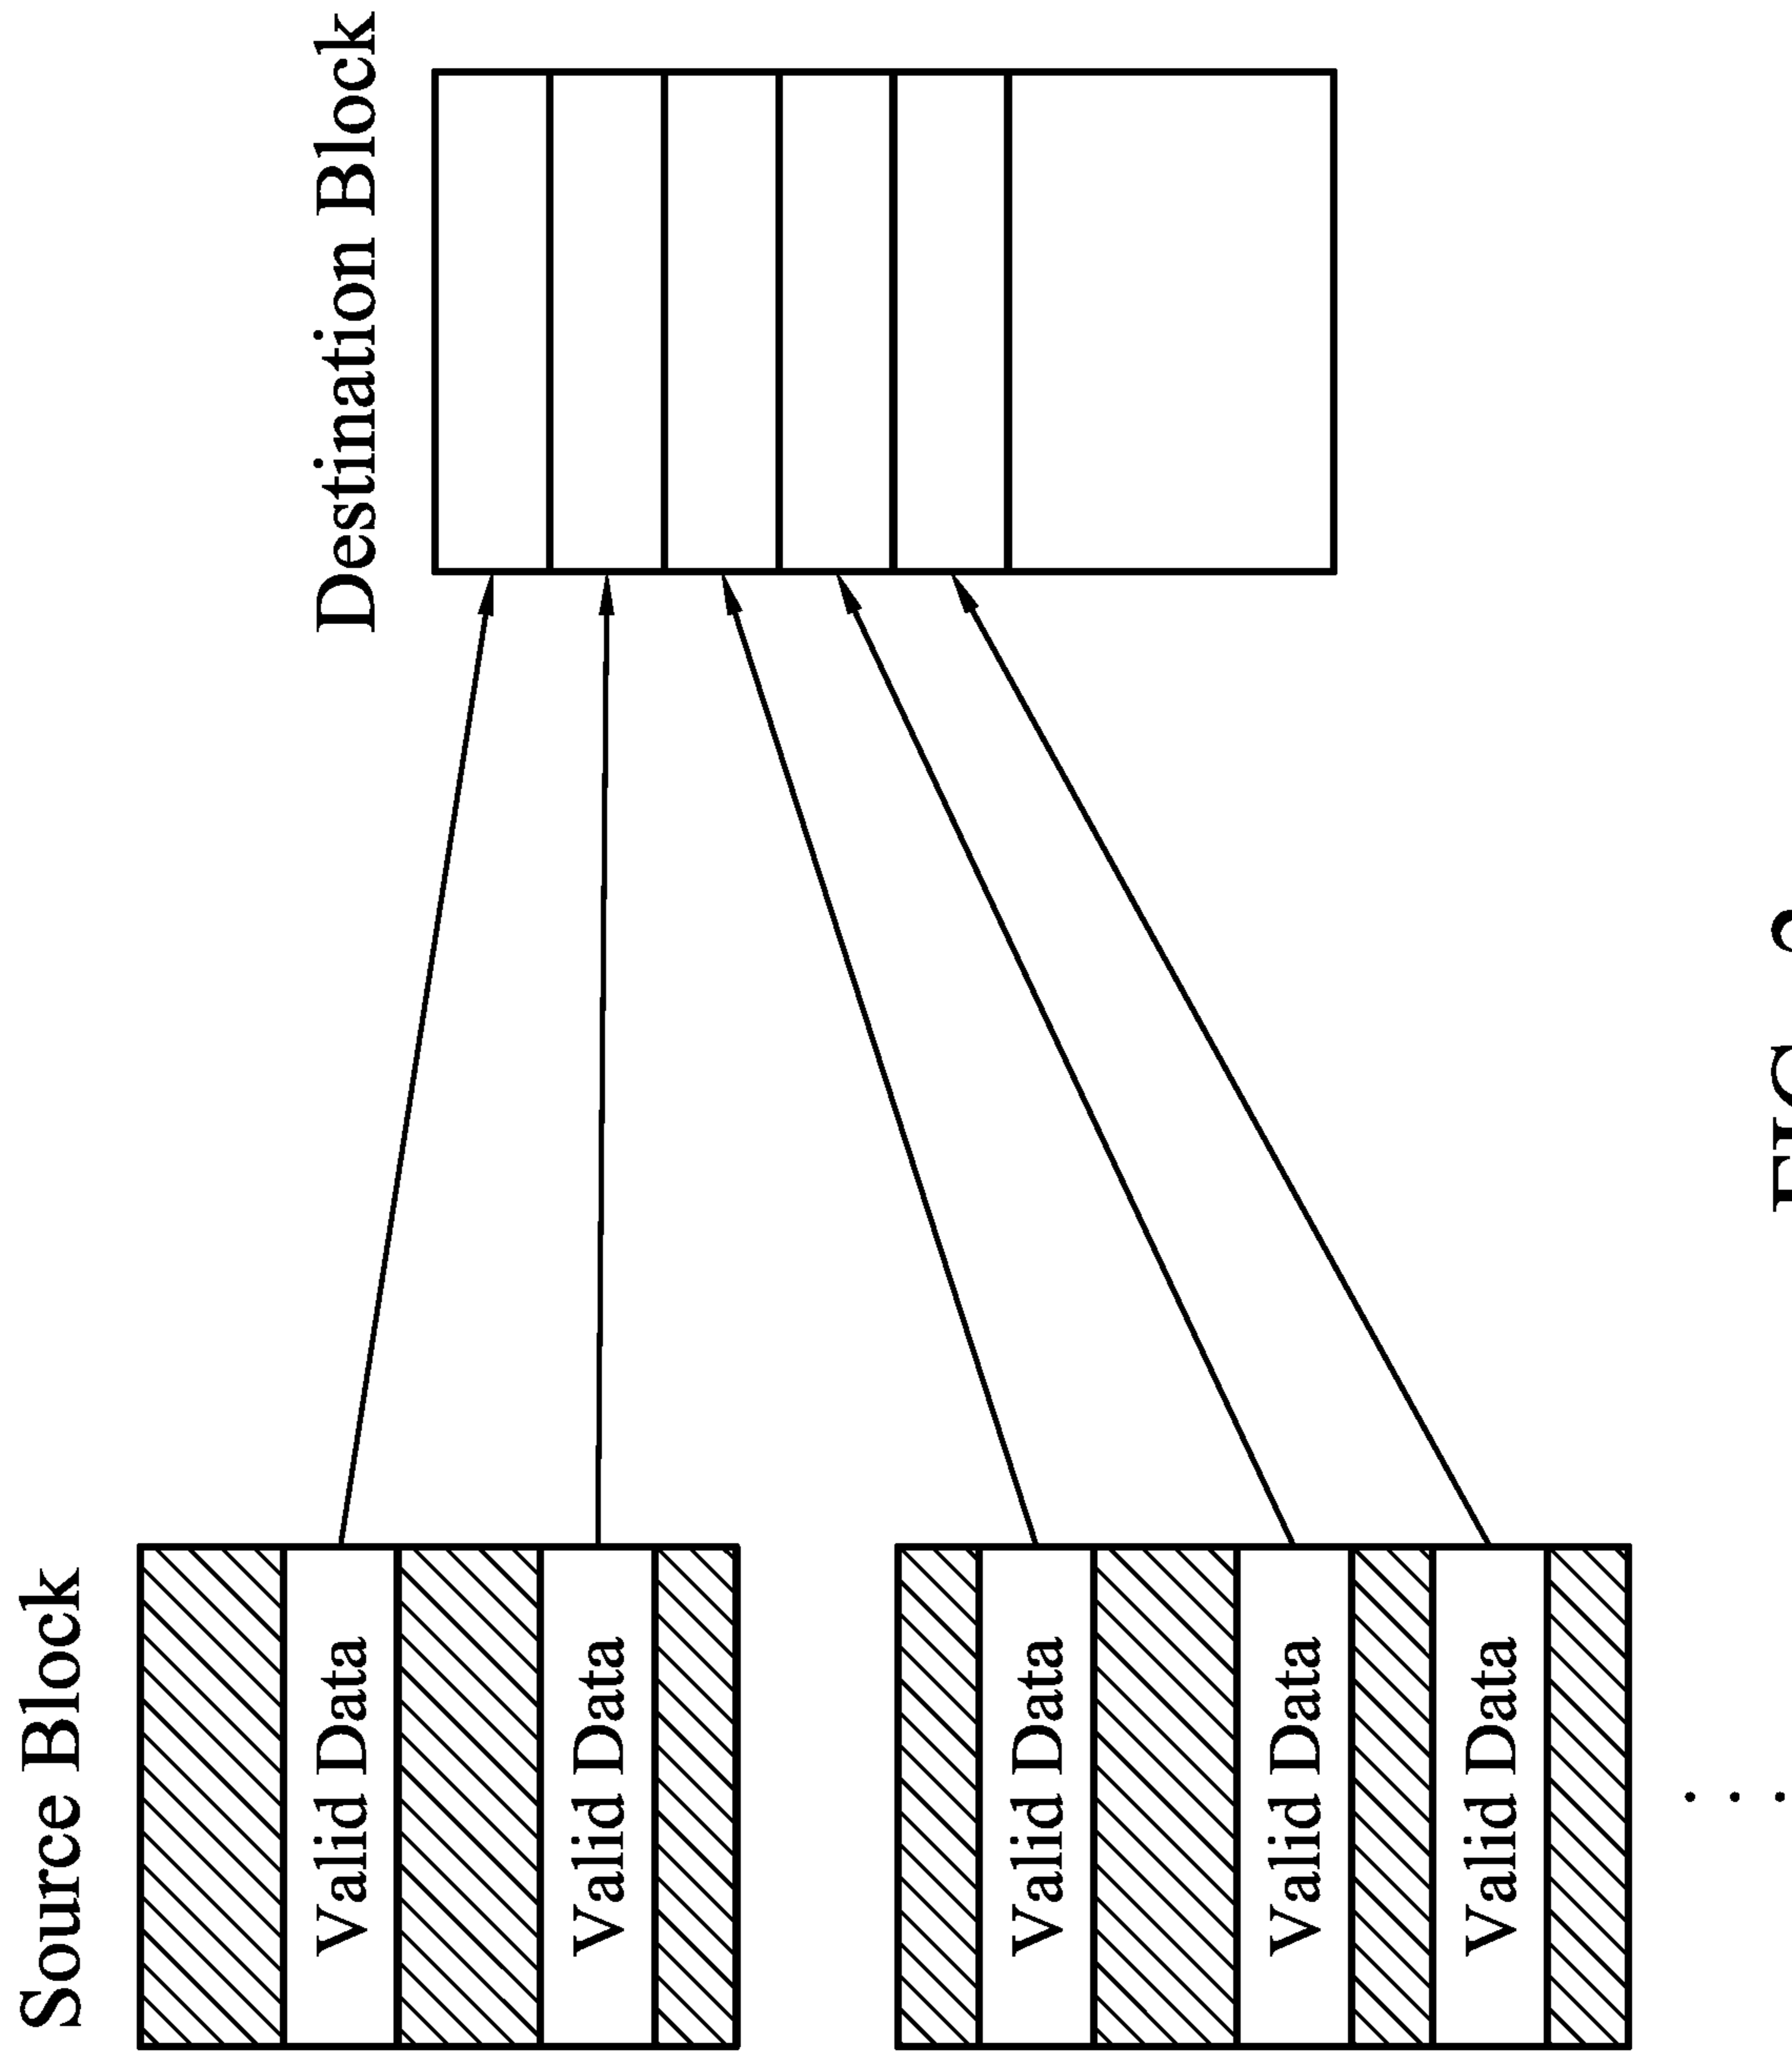 Source Block
Destination Block
Valid Data
Valid Data
Valid Data
Valid Data
Valid Data